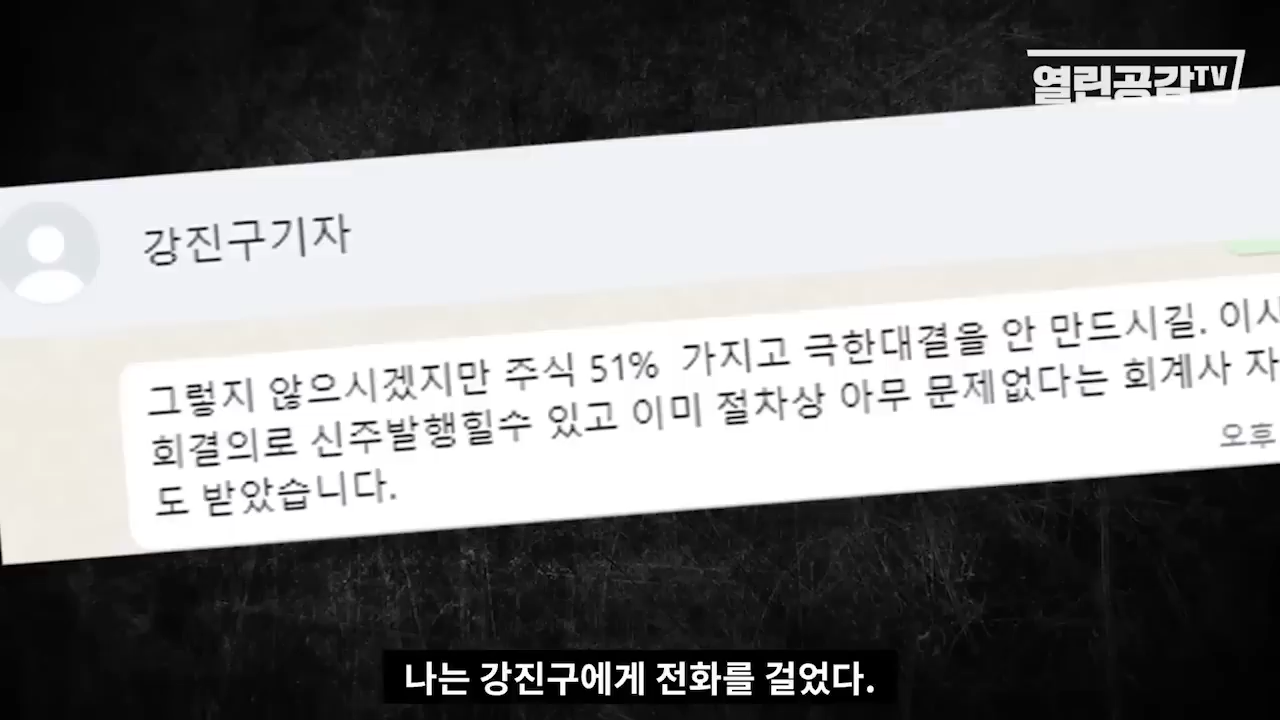 열린공감TV
강진구기자
그렇지 않으시겠지만 주식 51% 가지고 극한대결을 안 만드시길. 이사
회결의로 신주발행힐수 있고 이미 절차상 아무 문제없다는 회계사 자
도 받았습니다.
오후
나는 강진구에게 전화를 걸었다.